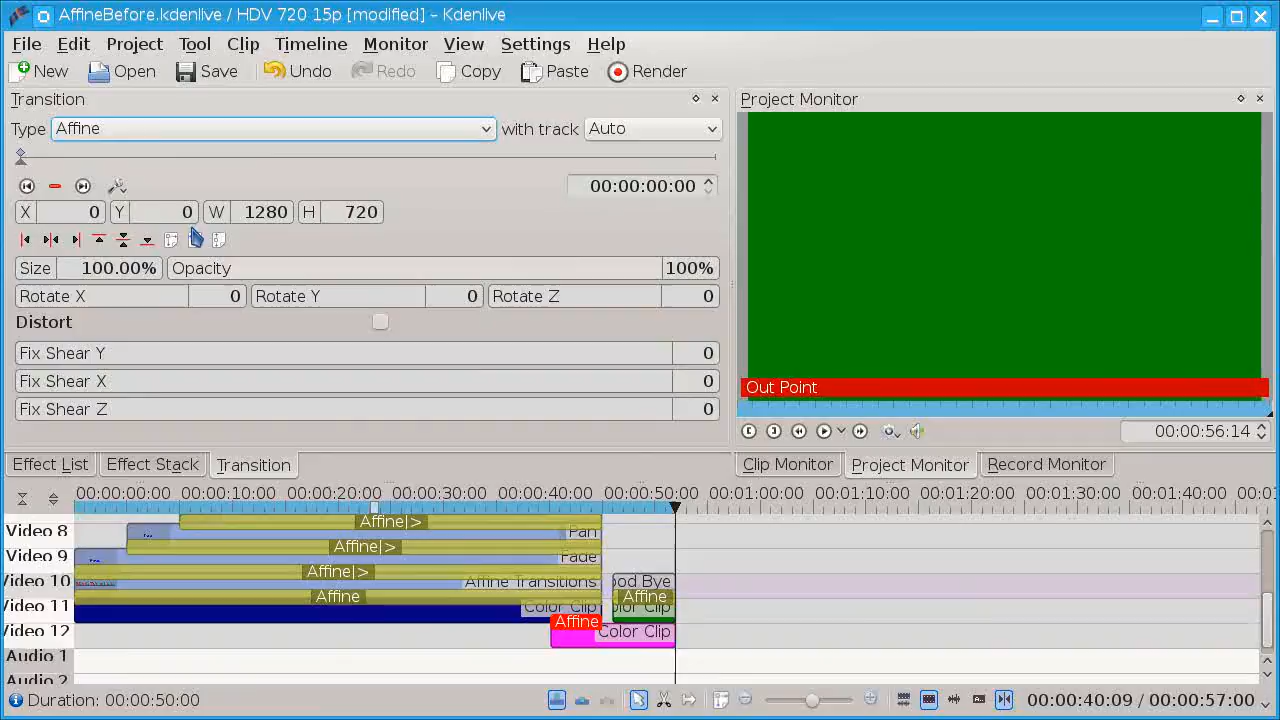 AffineBefore.kdenlive / HDV 720 15p [modified] – Kdenlive
File Edit Project Tool Clip Timeline Monitor View Settings Help
New Open Save Undo Redo Copy Paste Render
Transition
Project Monitor
Type Affine with track Auto
00:00:00:00
X 0 Y 0 W 1280 H 720
Size 100.00% Opacity 100%
Rotate X 0 Rotate Y 0 Rotate Z 0
Distort
Fix Shear Y 0
Fix Shear X 0
Fix Shear Z 0
Out Point
00:00:56:14
Effect List Effect Stack Transition
Clip Monitor Project Monitor Record Monitor
00:00:00:00 00:00:10:00 00:00:20:00 00:00:30:00 00:00:40:00 00:00:50:00 00:01:00:00 00:01:10:00 00:01:20:00 00:01:30:00 00:01:40:00
Affine|>
Video 8 Pan
Affine|>
Video 9 Fade
Affine|>
Video 10 Affine Transitions ood Bye
Affine Affine
Video 11 Color Clip olor Clip
Affine
Video 12 Color Clip
Audio 1
Audio 2
Duration: 00:00:50:00
00:00:40:09 / 00:00:57:00